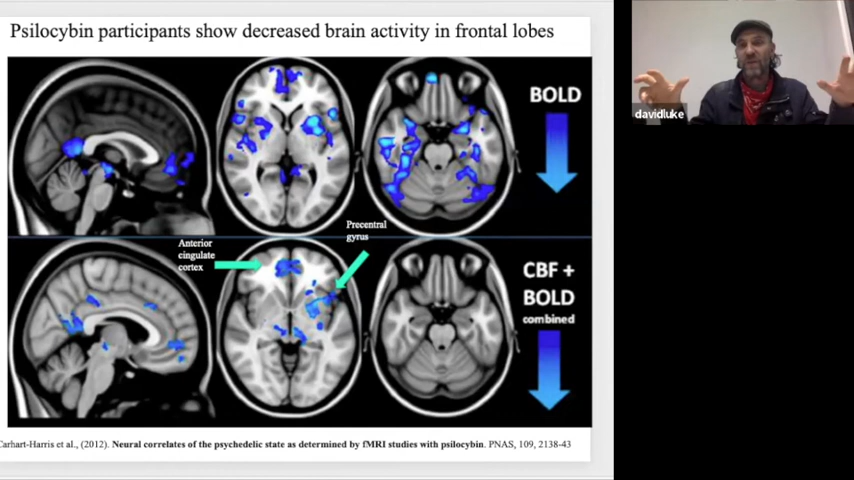 Psilocybin participants show decreased brain activity in frontal lobes
BOLD
davidluke
Precentral
gyrus
Anterior
cingulate
cortex
CBF +
BOLD
combined
Carhart-Harris et al., (2012). Neural correlates of the psychedelic state as determined by fMRI studies with psilocybin. PNAS, 109, 2138-43